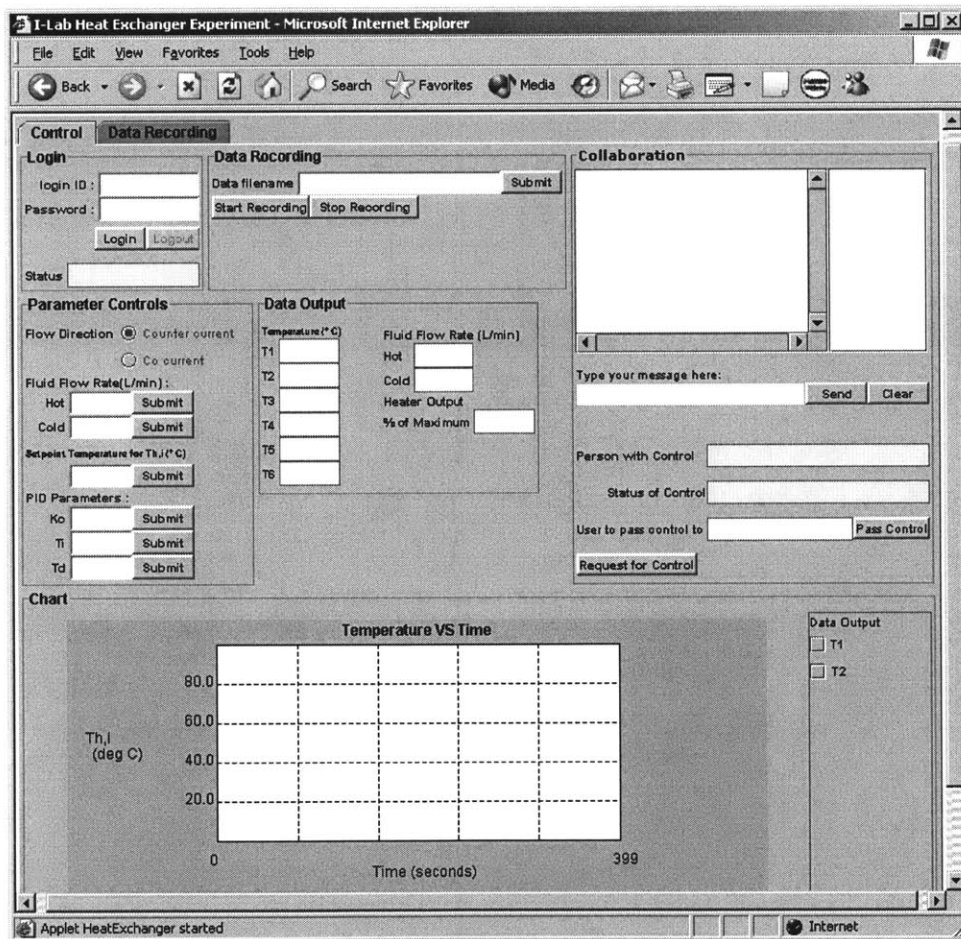 I-Lab Heat Exchanger Experiment - Microsoft Internet Explorer
File Edit View Favorites Tools Help
Back Search Favorites Media
Control Data Recording
Login
login ID :
Password :
Login Logout
Status
Data Rocording
Data filename Submit
Start Recording Stop Recording
Collaboration
Type your message here:
Send Clear
Person with Control
Status of Control
User to pass control to Pass Control
Request for Control
Parameter Controls
Flow Direction Counter current
Co current
Fluid Flow Rate(L/min) :
Hot Submit
Cold Submit
Setpoint Temperature for Th,i (° C)
Submit
PID Parameters :
Kc Submit
Ti Submit
Td Submit
Data Output
Temperature (° C)
T1
T2
T3
T4
T5
T6
Fluid Flow Rate (L/min)
Hot
Cold
Heater Output
% of Maximum
Chart
Temperature VS Time
80.0
60.0
40.0
20.0
Th,i
(deg C)
0 399
Time (seconds)
Data Output
T1
T2
Applet HeatExchanger started Internet